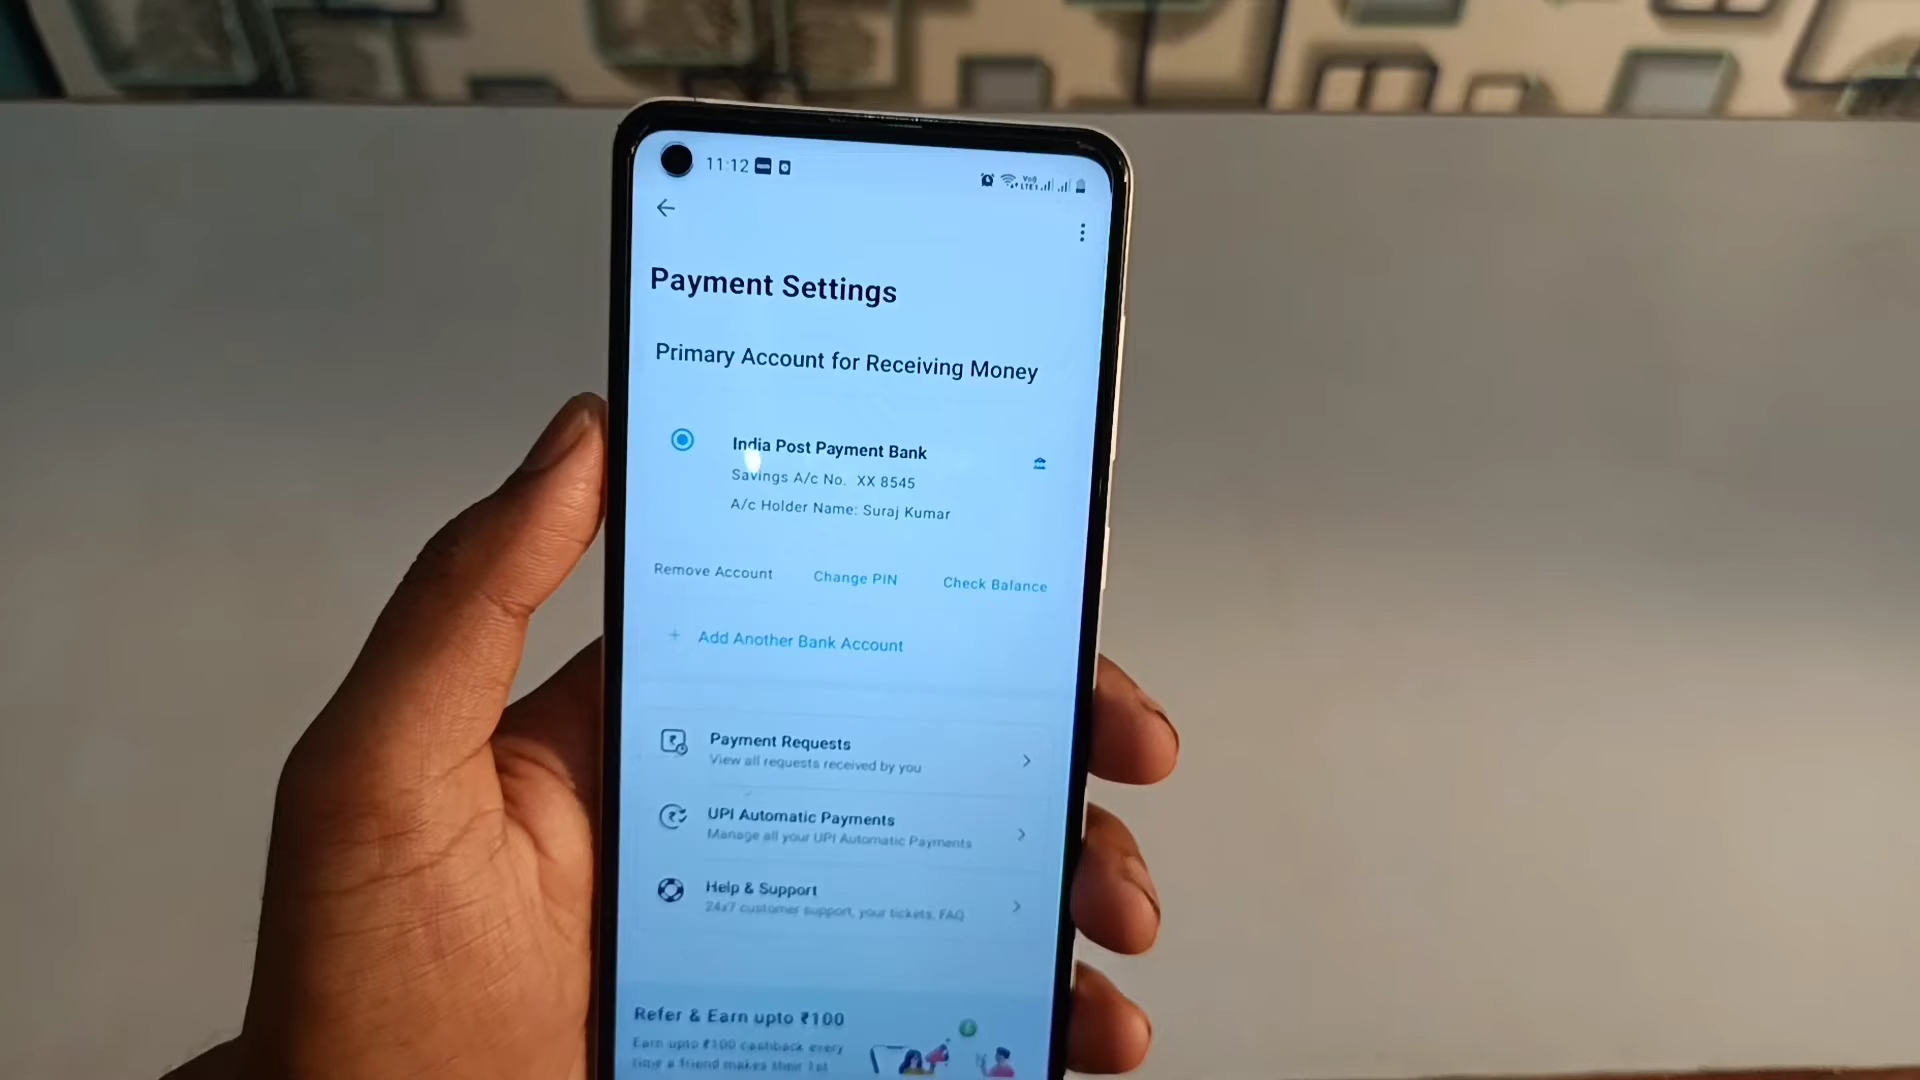 11:12
Payment Settings
Primary Account for Receiving Money
India Post Payment Bank
Savings A/c No. XX 8545
A/c Holder Name: Suraj Kumar
Remove Account
Change PIN
Check Balance
+ Add Another Bank Account
Payment Requests
View all requests received by you
UPI Automatic Payments
Manage all your UPI Automatic Payments
Help & Support
24x7 customer support, your tickets, FAQ
Refer & Earn upto ₹100
Earn upto ₹100 cashback every
time a friend makes their 1st